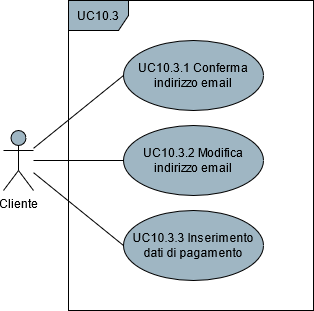 UC10.3
UC10.3.1 Conferma
indirizzo email
UC10.3.2 Modifica
indirizzo email
Cliente
UC10.3.3 Inserimento
dati di pagamento